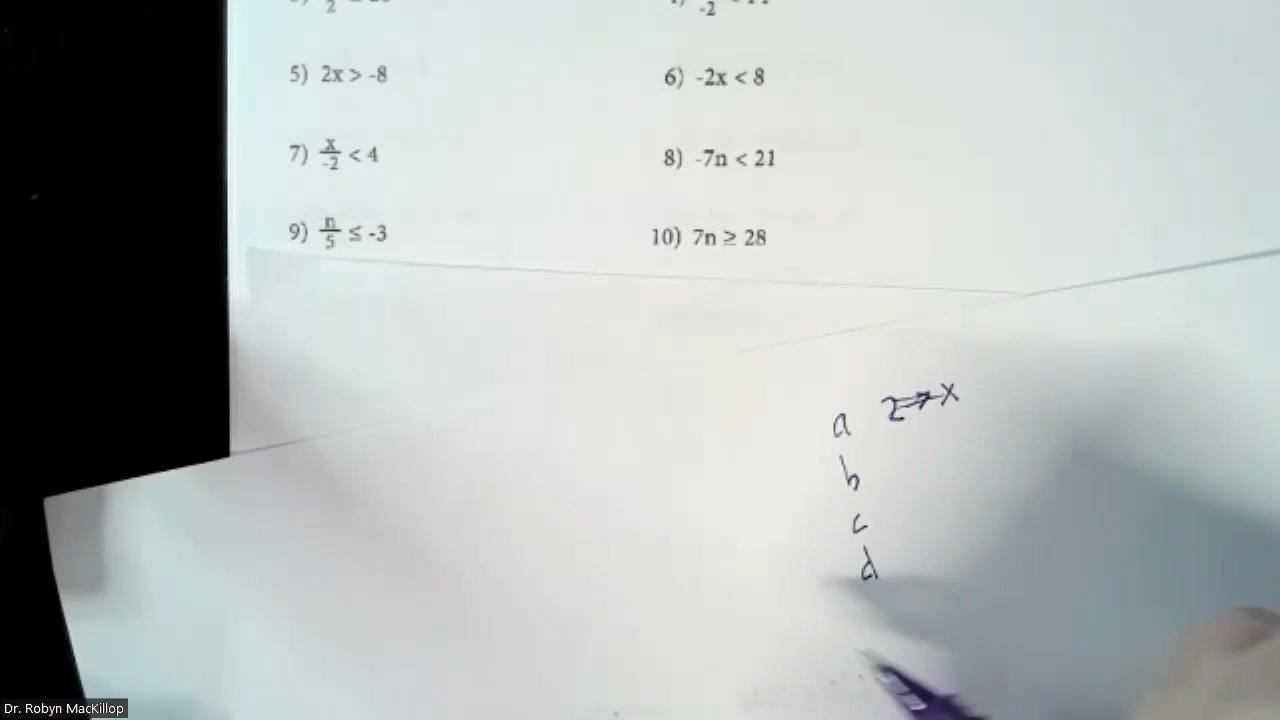 5) 2x > -8
6) -2x < 8
7) x/-2 < 4
8) -7n < 21
9) n/5 ≤ -3
10) 7n ≥ 28
a
b
c
d
Dr. Robyn MacKillop